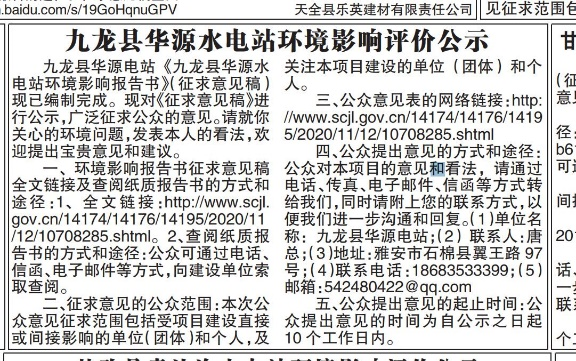 n.baidu.com/s/19GoHqnuGPV
天全县乐英建材有限责任公司
见征求范围包
九龙县华源水电站环境影响评价公示
九龙县华源电站《九龙县华源水
电站环境影响报告书》(征求意见稿)
现已编制完成。现对《征求意见稿》进
行公示,广泛征求公众的意见。请就你
关心的环境问题,发表本人的看法,欢
迎提出宝贵意见和建议。
一、环境影响报告书征求意见稿
全文链接及查阅纸质报告书的方式和
途径:1、全文链接:http://www.scjl.
gov.cn/14174/14176/14195/2020/11
/12/10708285.shtml。2、查阅纸质报
告书的方式和途径:公众可通过电话、
信函、电子邮件等方式,向建设单位索
取查阅。
二、征求意见的公众范围:本次公
众意见征求范围包括受项目建设直接
或间接影响的单位(团体)和个人,及
关注本项目建设的单位(团体)和个
人。
三、公众意见表的网络链接:http:
//www.scjl.gov.cn/14174/14176/1419
5/2020/11/12/10708285.shtml
四、公众提出意见的方式和途径:
公众对本项目的意见和看法,请通过
电话、传真、电子邮件、信函等方式转
给我们,同时请附上您的联系方式,以
便我们进一步沟通和回复。(1)单位名
称:九龙县华源电站;(2)联系人:唐
总;(3)地址:雅安市石棉县翼王路97
号;(4)联系电话:18683533399;(5)
邮箱:542480422@qq.com
五、公众提出意见的起止时间:公
众提出意见的时间为自公示之日起
10个工作日内。